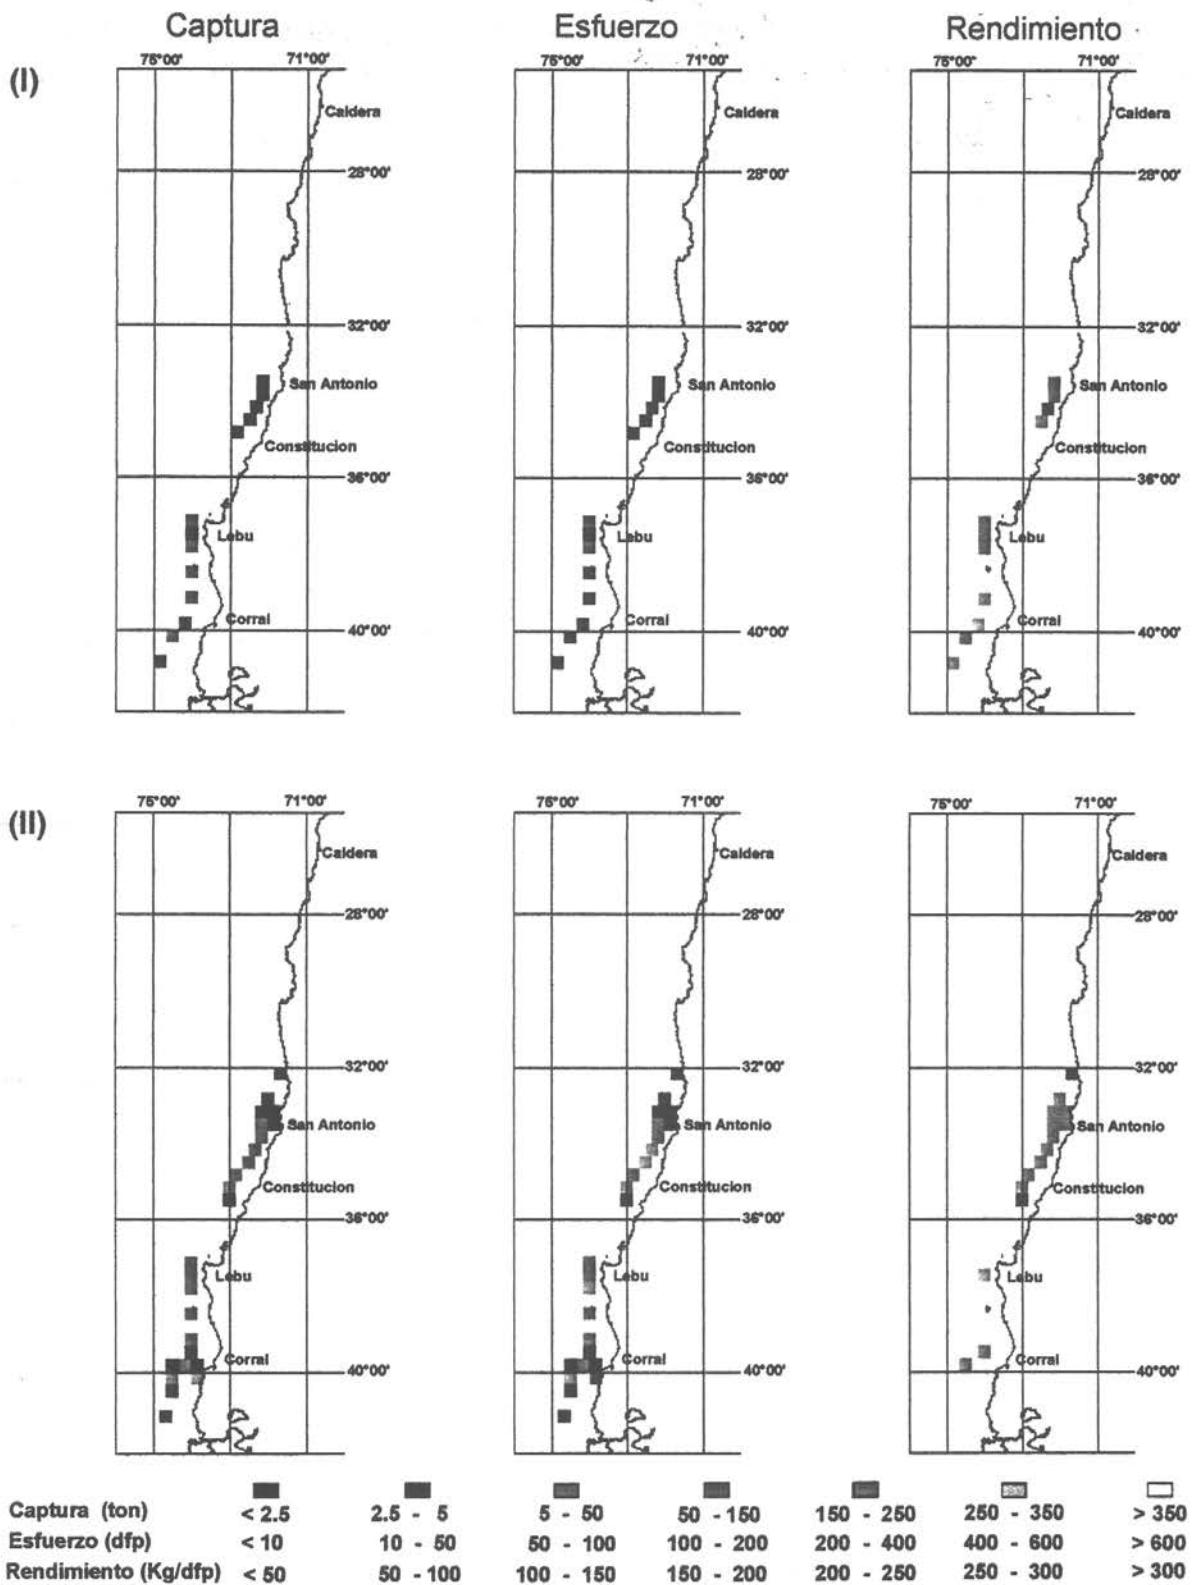 Captura Esfuerzo Rendimiento
(I)
75°00' 71°00' 75°00' 71°00' 75°00' 71°00'
Caldera Caldera Caldera
28°00' 28°00' 28°00'
32°00' 32°00' 32°00'
San Antonio San Antonio San Antonio
Constitucion Constitucion Constitucion
36°00' 36°00' 36°00'
Lebu Lebu Lebu
Corral Corral Corral
40°00' 40°00' 40°00'
(II)
75°00' 71°00' 75°00' 71°00' 75°00' 71°00'
Caldera Caldera Caldera
28°00' 28°00' 28°00'
32°00' 32°00' 32°00'
San Antonio San Antonio San Antonio
Constitucion Constitucion Constitucion
36°00' 36°00' 36°00'
Lebu Lebu Lebu
Corral Corral Corral
40°00' 40°00' 40°00'
Captura (ton) < 2.5 2.5 - 5 5 - 50 50 - 150 150 - 250 250 - 350 > 350
Esfuerzo (dfp) < 10 10 - 50 50 - 100 100 - 200 200 - 400 400 - 600 > 600
Rendimiento (Kg/dfp) < 50 50 - 100 100 - 150 150 - 200 200 - 250 250 - 300 > 300